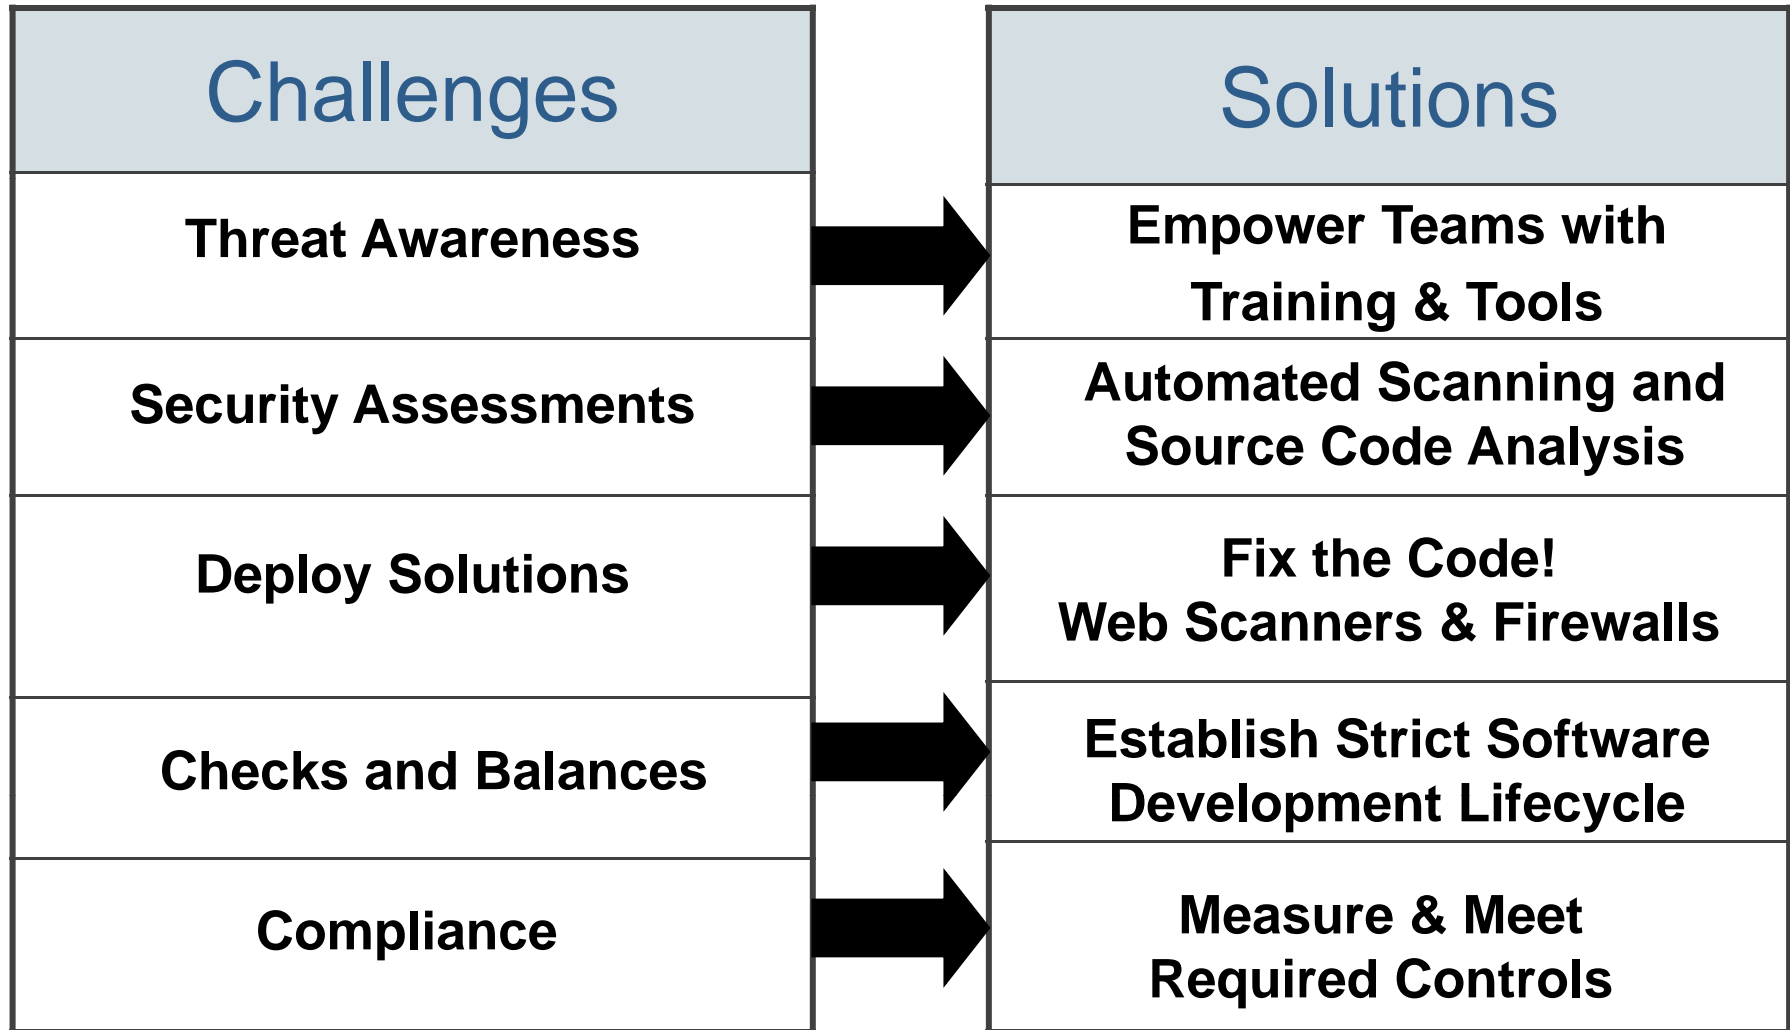 Challenges
Solutions
Threat Awareness
Empower Teams with
Training & Tools
Security Assessments
Automated Scanning and
Source Code Analysis
Deploy Solutions
Fix the Code!
Web Scanners & Firewalls
Checks and Balances
Establish Strict Software
Development Lifecycle
Compliance
Measure & Meet
Required Controls